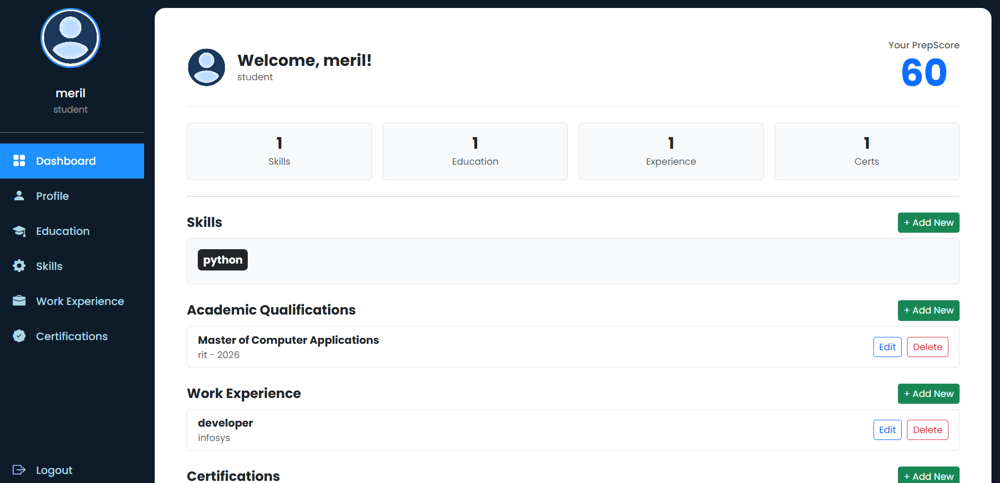 meril
student
Dashboard
Profile
Education
Skills
Work Experience
Certifications
Logout
Welcome, meril!
student
Your PrepScore
60
1
Skills
1
Education
1
Experience
1
Certs
Skills
+ Add New
python
Academic Qualifications
+ Add New
Master of Computer Applications
rit - 2026
Edit
Delete
Work Experience
+ Add New
developer
infosys
Edit
Delete
Certifications
+ Add New